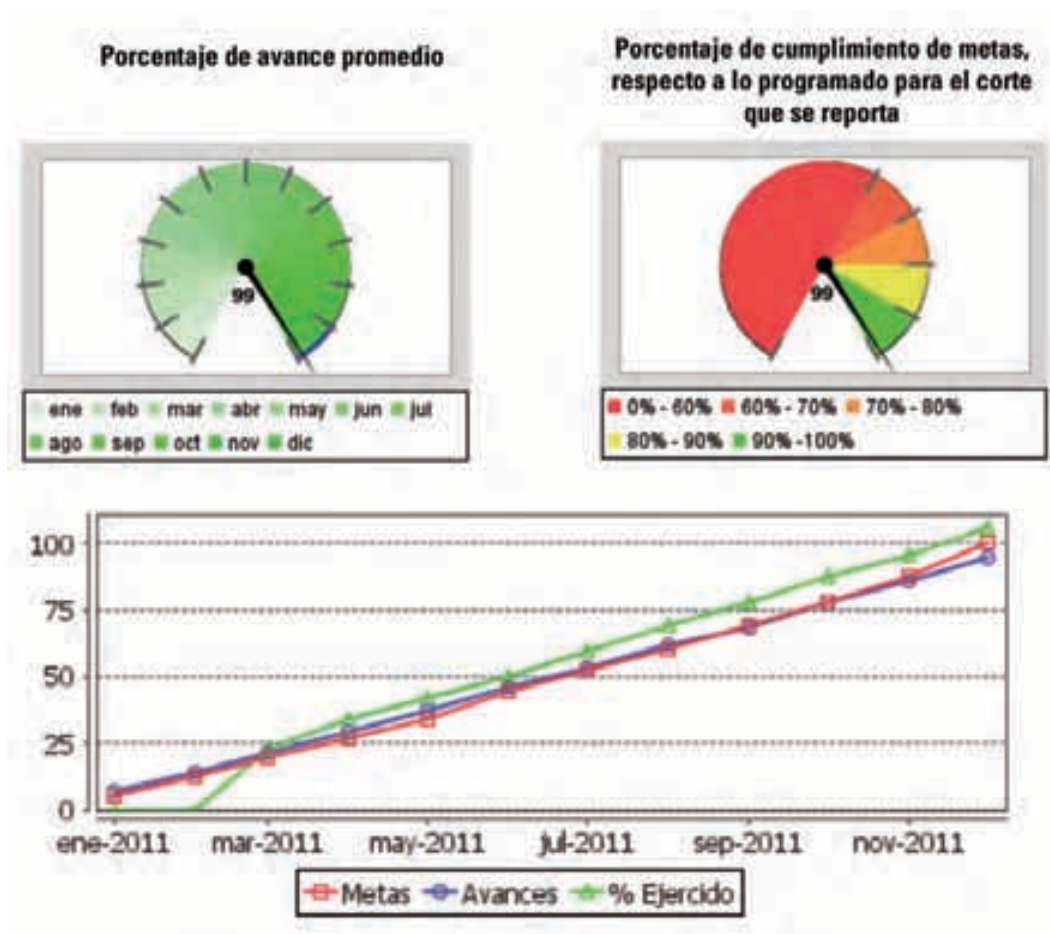 Porcentaje de avance promedio
Porcentaje de cumplimiento de metas,
respecto a lo programado para el corte
que se reporta
99
99
ene feb mar abr may jun jul
ago sep oct nov dic
0% - 60% 60% - 70% 70% - 80%
80% - 90% 90% -100%
100
75
50
25
0
ene-2011 mar-2011 may-2011 jul-2011 sep-2011 nov-2011
Metas Avances % Ejercido